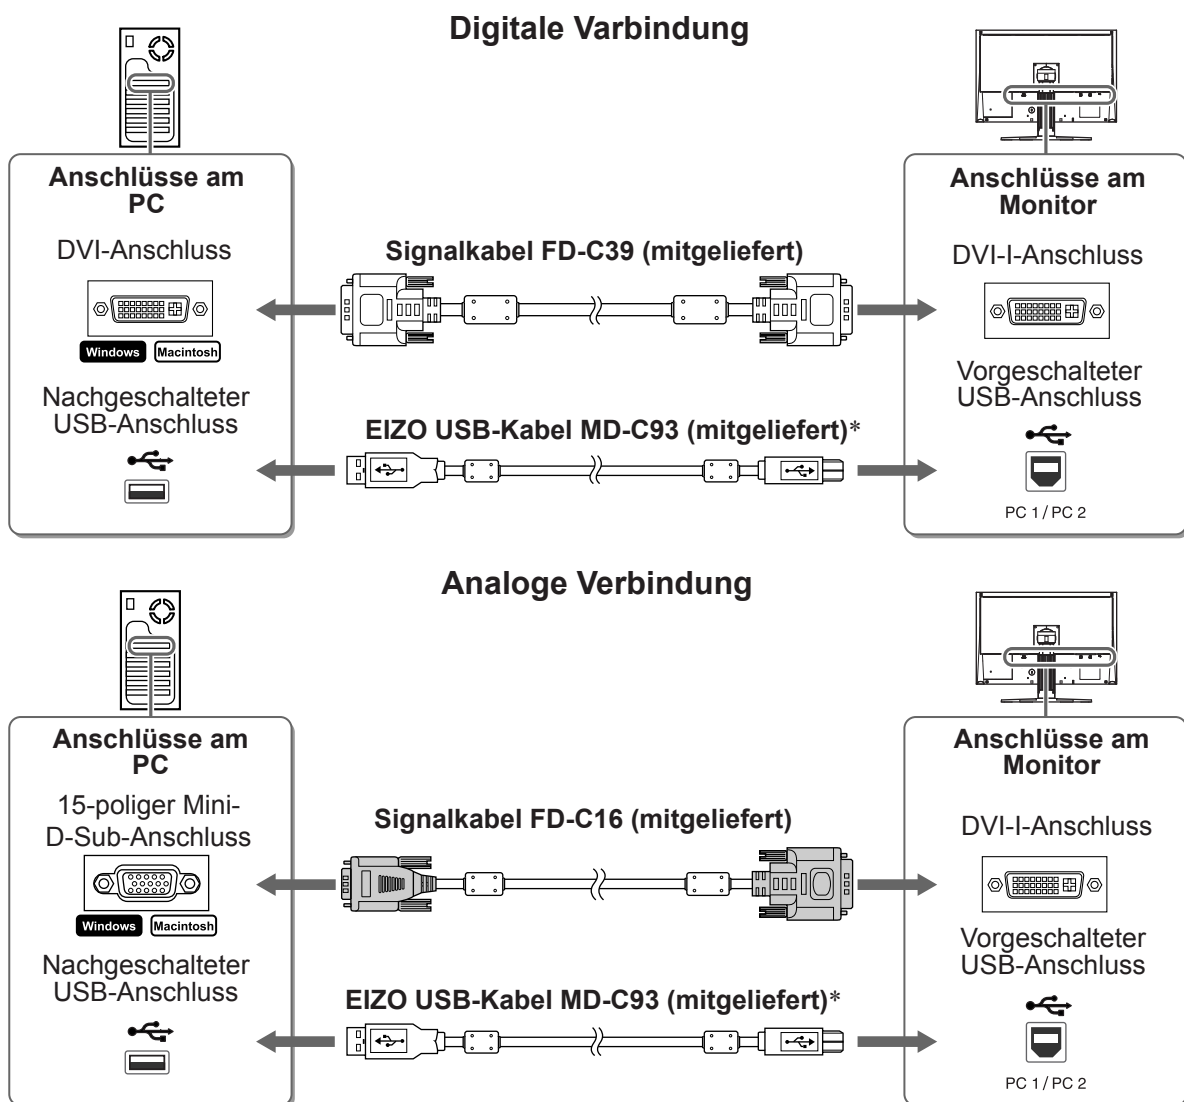 Digitale Varbindung
Anschlüsse am
PC
DVI-Anschluss
Windows Macintosh
Nachgeschalteter
USB-Anschluss
Signalkabel FD-C39 (mitgeliefert)
EIZO USB-Kabel MD-C93 (mitgeliefert)*
Anschlüsse am
Monitor
DVI-I-Anschluss
Vorgeschalteter
USB-Anschluss
PC 1 / PC 2
Analoge Verbindung
Anschlüsse am
PC
15-poliger Mini-
D-Sub-Anschluss
Windows Macintosh
Nachgeschalteter
USB-Anschluss
Signalkabel FD-C16 (mitgeliefert)
EIZO USB-Kabel MD-C93 (mitgeliefert)*
Anschlüsse am
Monitor
DVI-I-Anschluss
Vorgeschalteter
USB-Anschluss
PC 1 / PC 2